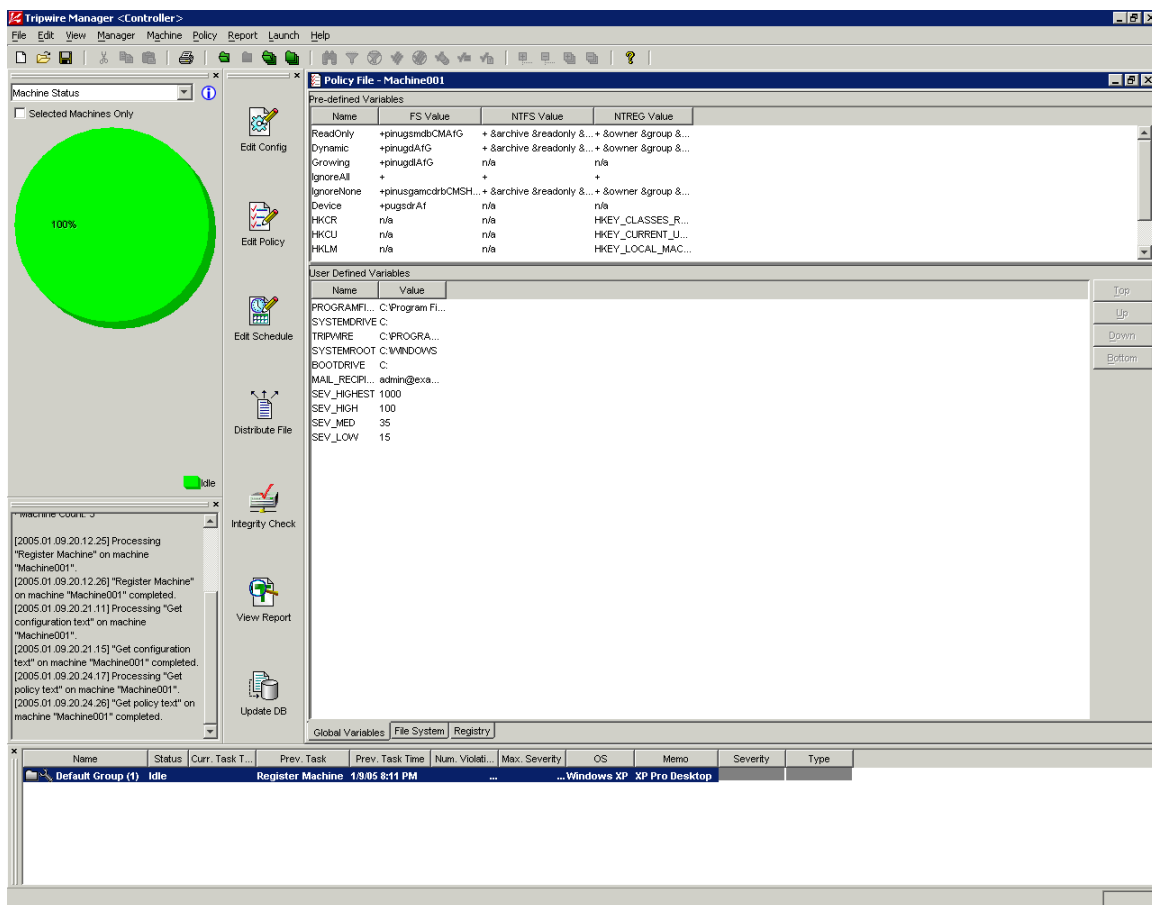 Tripwire Manager <Controller>
File Edit View Manager Machine Policy Report Launch Help
Machine Status
Selected Machines Only
100%
Idle
Machine Count: 3
[2005.01.09.20.12.25] Processing
"Register Machine" on machine
"Machine001".
[2005.01.09.20.12.26] "Register Machine"
on machine "Machine001" completed.
[2005.01.09.20.21.11] Processing "Get
configuration text" on machine
"Machine001".
[2005.01.09.20.21.15] "Get configuration
text" on machine "Machine001" completed.
[2005.01.09.20.24.17] Processing "Get
policy text" on machine "Machine001".
[2005.01.09.20.24.26] "Get policy text" on
machine "Machine001" completed.
Edit Config
Edit Policy
Edit Schedule
Distribute File
Integrity Check
View Report
Update DB
Policy File - Machine001
Pre-defined Variables
Name FS Value NTFS Value NTREG Value
ReadOnly +pinugsmdbCMAfG + &archive &readonly &... + &owner &group &...
Dynamic +pinugdAfG + &archive &readonly &... + &owner &group &...
Growing +pinugdlAfG n/a n/a
IgnoreAll + + +
IgnoreNone +pinusgamcdrbCMSH... + &archive &readonly &... + &owner &group &...
Device +pugsdrAf n/a n/a
HKCR n/a n/a HKEY_CLASSES_R...
HKCU n/a n/a HKEY_CURRENT_U...
HKLM n/a n/a HKEY_LOCAL_MAC...
User Defined Variables
Name Value
PROGRAMFI... C:\Program Fi...
SYSTEMDRIVE C:
TRIPWIRE C:\PROGRA...
SYSTEMROOT C:\WINDOWS
BOOTDRIVE C:
MAIL_RECIPI... admin@exa...
SEV_HIGHEST 1000
SEV_HIGH 100
SEV_MED 35
SEV_LOW 15
Top
Up
Down
Bottom
Global Variables File System Registry
Name Status Curr. Task T... Prev. Task Prev. Task Time Num. Violati... Max. Severity OS Memo Severity Type
Default Group (1) Idle Register Machine 1/9/05 8:11 PM ... ... Windows XP XP Pro Desktop